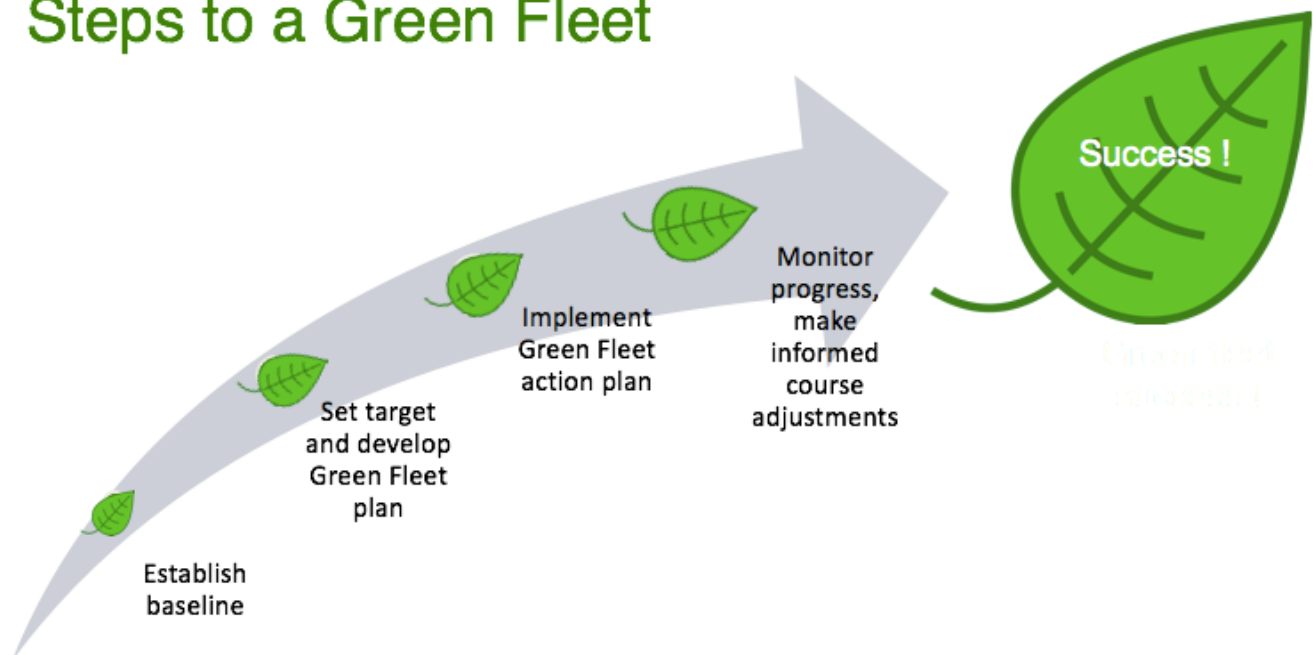 Steps to a Green Fleet
Success !
Monitor
progress,
make
informed
course
adjustments
Implement
Green Fleet
action plan
Set target
and develop
Green Fleet
plan
Establish
baseline